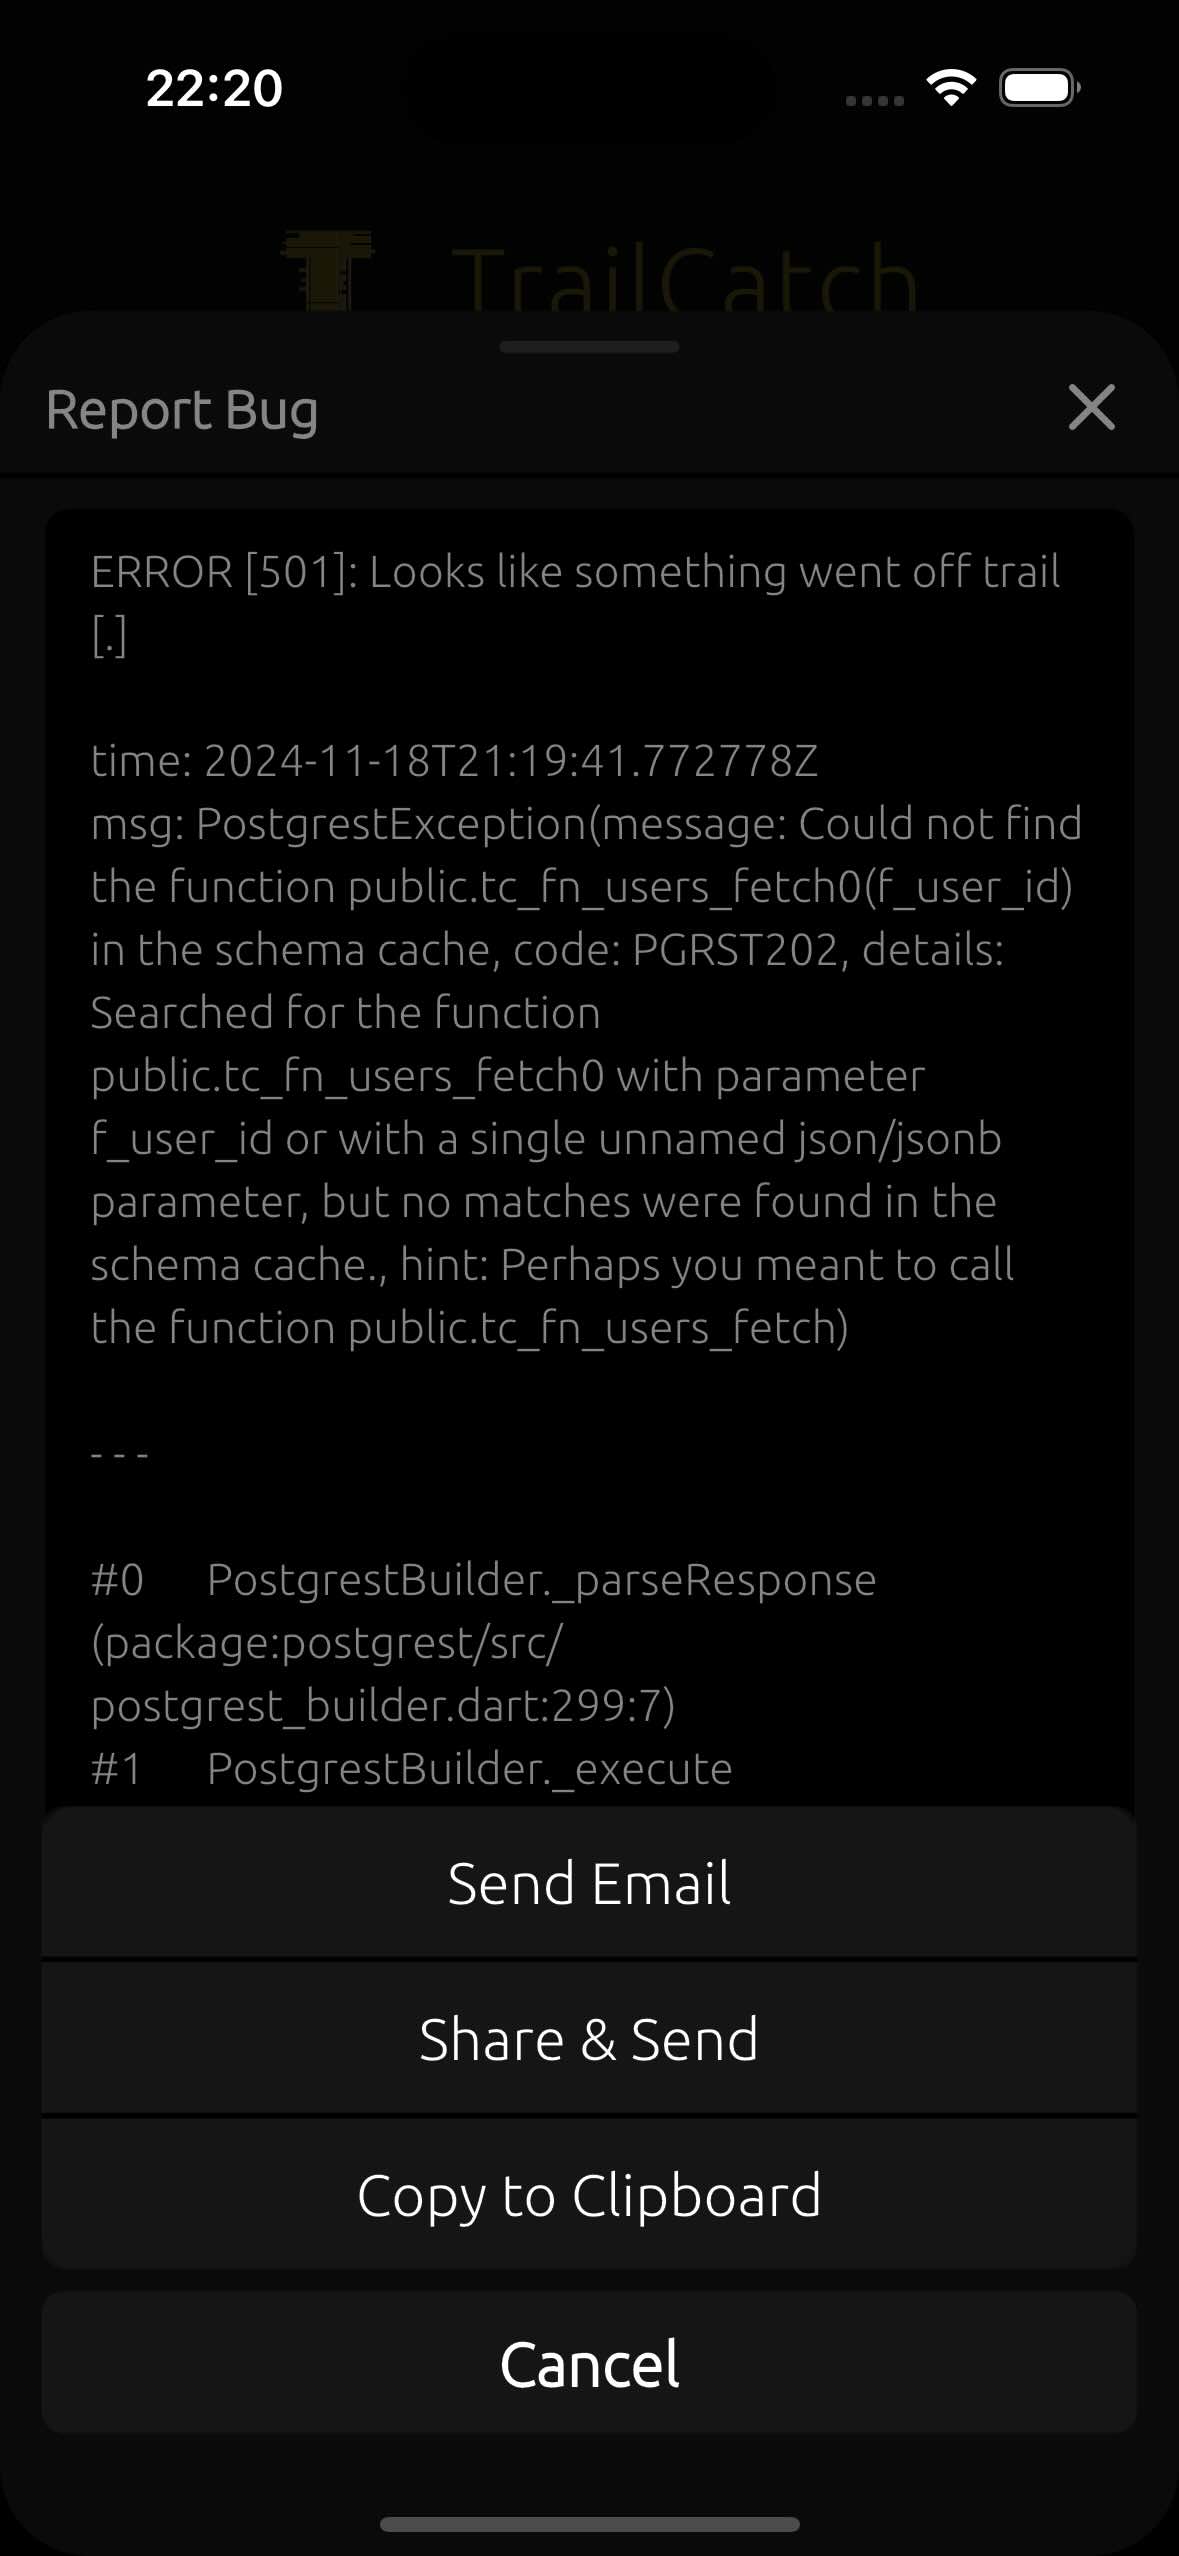 22:20
TrailCatch
Report Bug
ERROR [501]: Looks like something went off trail
[.]
time: 2024-11-18T21:19:41.772778Z
msg: PostgrestException(message: Could not find
the function public.tc_fn_users_fetch0(f_user_id)
in the schema cache, code: PGRST202, details:
Searched for the function
public.tc_fn_users_fetch0 with parameter
f_user_id or with a single unnamed json/jsonb
parameter, but no matches were found in the
schema cache., hint: Perhaps you meant to call
the function public.tc_fn_users_fetch)
---
#0 PostgrestBuilder._parseResponse
(package:postgrest/src/
postgrest_builder.dart:299:7)
#1 PostgrestBuilder._execute
Send Email
Share & Send
Copy to Clipboard
Cancel